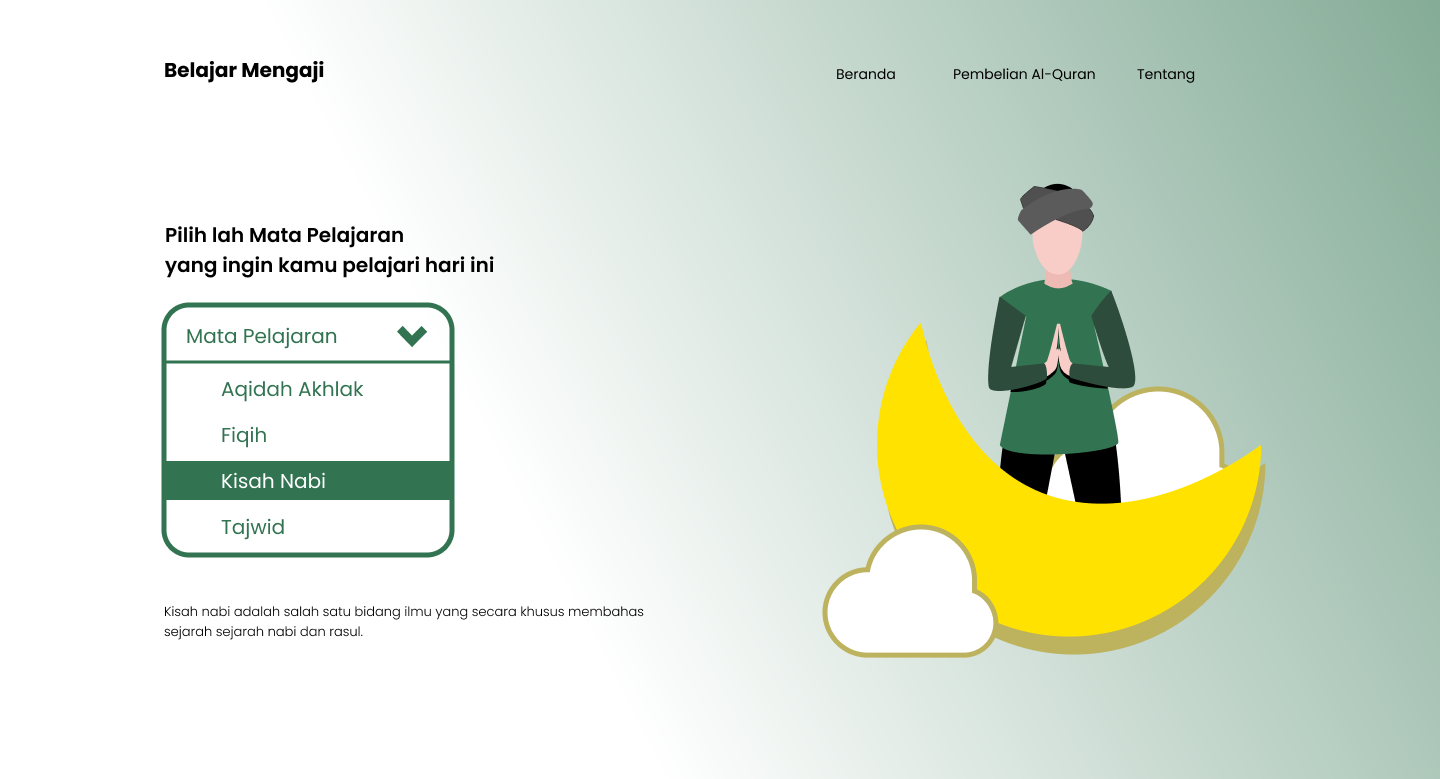 Belajar Mengaji
Beranda
Pembelian Al-Quran
Tentang
Pilih lah Mata Pelajaran
yang ingin kamu pelajari hari ini
Mata Pelajaran
Aqidah Akhlak
Fiqih
Kisah Nabi
Tajwid
Kisah nabi adalah salah satu bidang ilmu yang secara khusus membahas
sejarah sejarah nabi dan rasul.